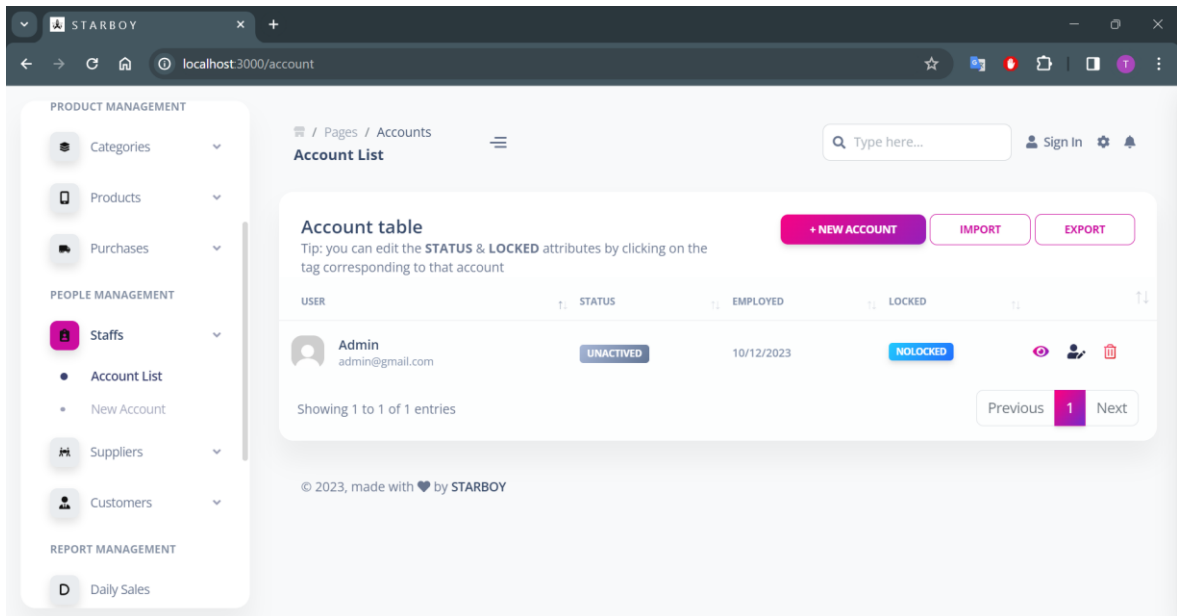 STARBOY
localhost:3000/account
T
PRODUCT MANAGEMENT
Categories
Products
Purchases
PEOPLE MANAGEMENT
Staffs
Account List
New Account
Suppliers
Customers
REPORT MANAGEMENT
D Daily Sales
/ Pages / Accounts
Account List
Type here...
Sign In
Account table
Tip: you can edit the STATUS & LOCKED attributes by clicking on the
tag corresponding to that account
+ NEW ACCOUNT IMPORT EXPORT
USER STATUS EMPLOYED LOCKED
Admin
admin@gmail.com
UNACTIVED 10/12/2023 NOLOCKED
Showing 1 to 1 of 1 entries
Previous 1 Next
© 2023, made with ♥ by STARBOY